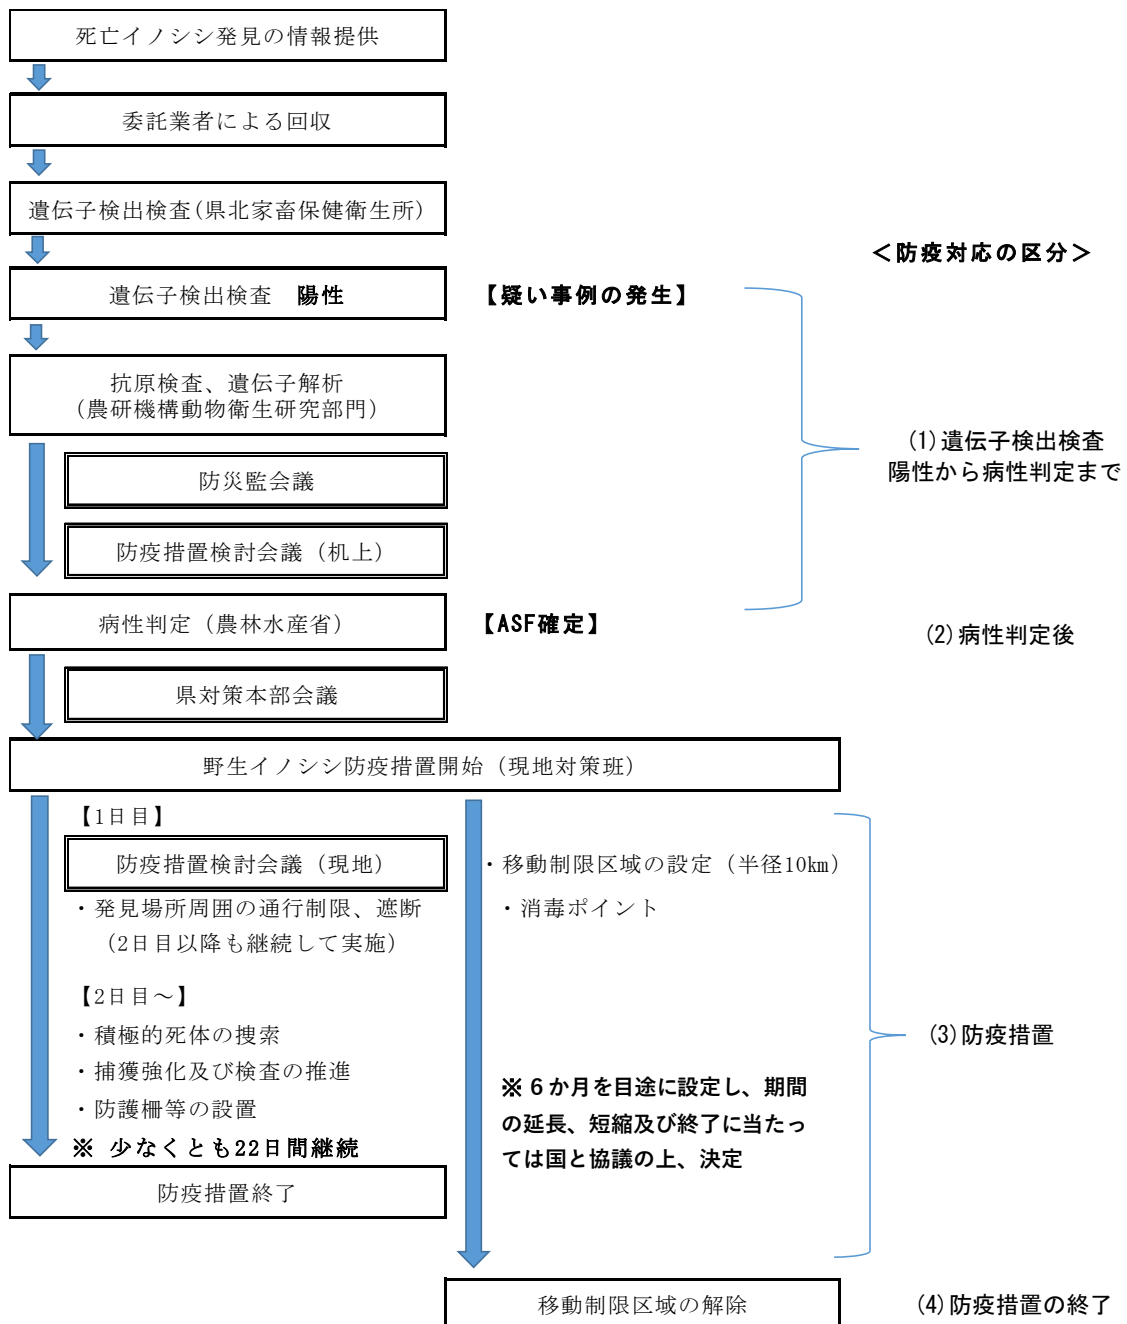 死亡イノシシ発見の情報提供
委託業者による回収
遺伝子検出検査(県北家畜保健衛生所)
＜防疫対応の区分＞
遺伝子検出検査　陽性
【疑い事例の発生】
抗原検査、遺伝子解析
(農研機構動物衛生研究部門)
(1)遺伝子検出検査
陽性から病性判定まで
防災監会議
防疫措置検討会議（机上）
病性判定（農林水産省）
【ASF確定】
(2)病性判定後
県対策本部会議
野生イノシシ防疫措置開始（現地対策班）
【1日目】
防疫措置検討会議（現地）
・発見場所周囲の通行制限、遮断
（2日目以降も継続して実施）
【2日目～】
・積極的死体の捜索
・捕獲強化及び検査の推進
・防護柵等の設置
※ 少なくとも22日間継続
防疫措置終了
・移動制限区域の設定（半径10km）
・消毒ポイント
※６か月を目途に設定し、期間
の延長、短縮及び終了に当たっ
ては国と協議の上、決定
(3)防疫措置
移動制限区域の解除
(4)防疫措置の終了